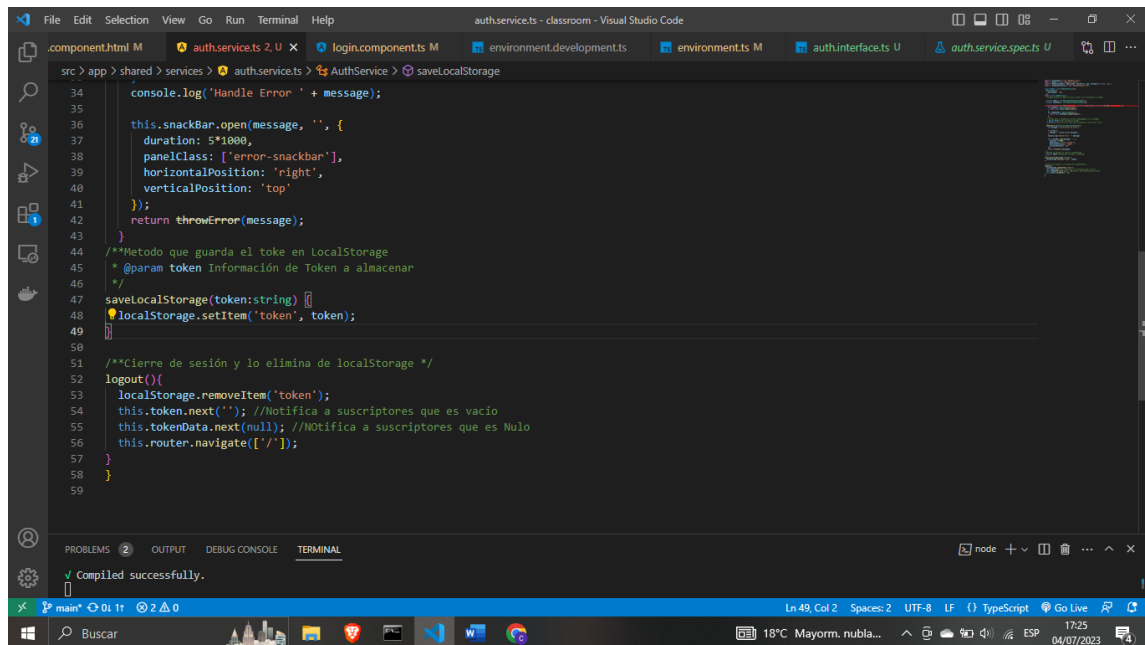 File Edit Selection View Go Run Terminal Help auth.service.ts - classroom - Visual Studio Code
.component.html M auth.service.ts 2, U login.component.ts M environment.development.ts environment.ts M auth.interface.ts U auth.service.spec.ts U
src > app > shared > services > auth.service.ts > AuthService > saveLocalStorage
34 console.log('Handle Error ' + message);
35
36 this.snackBar.open(message, '', {
37 duration: 5*1000,
38 panelClass: ['error-snackbar'],
39 horizontalPosition: 'right',
40 verticalPosition: 'top'
41 });
42 return throwError(message);
43 }
44 /**Metodo que guarda el toke en LocalStorage
45 * @param token Información de Token a almacenar
46 */
47 saveLocalStorage(token:string) {
48 localStorage.setItem('token', token);
49 }
50
51 /**Cierre de sesión y lo elimina de localStorage */
52 logout(){
53 localStorage.removeItem('token');
54 this.token.next(''); //Notifica a suscriptores que es vacío
55 this.tokenData.next(null); //NOtifica a suscriptores que es Nulo
56 this.router.navigate(['/']);
57 }
58 }
59
21
1
PROBLEMS 2 OUTPUT DEBUG CONSOLE TERMINAL node
√ Compiled successfully.
main* 0↓ 1↑ 2 0 Ln 49, Col 2 Spaces: 2 UTF-8 LF {} TypeScript Go Live
Buscar 18°C Mayorm. nubla... ESP 17:25
04/07/2023 4